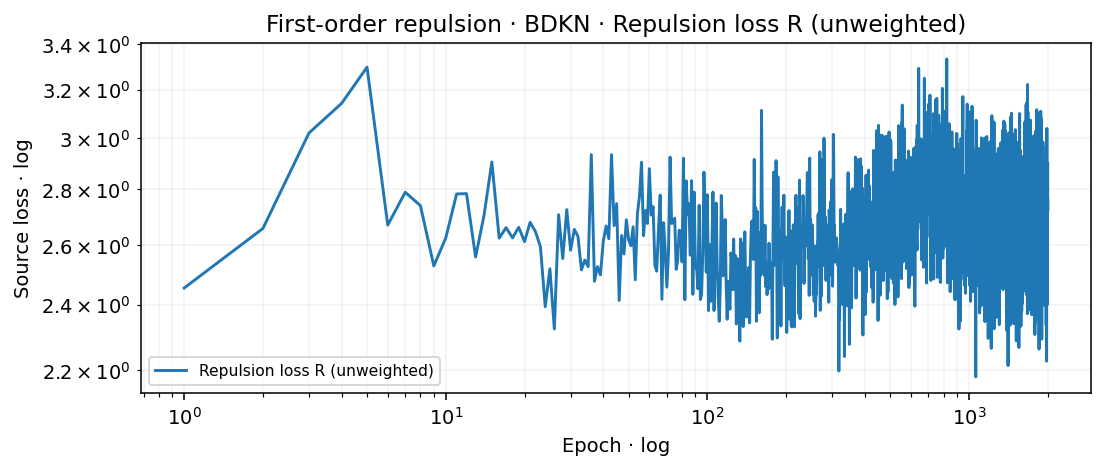 First-order repulsion · BDKN · Repulsion loss R (unweighted)
3.4 × 10⁰
3.2 × 10⁰
3 × 10⁰
2.8 × 10⁰
2.6 × 10⁰
2.4 × 10⁰
2.2 × 10⁰
Source loss · log
Repulsion loss R (unweighted)
10⁰ 10¹ 10² 10³
Epoch · log